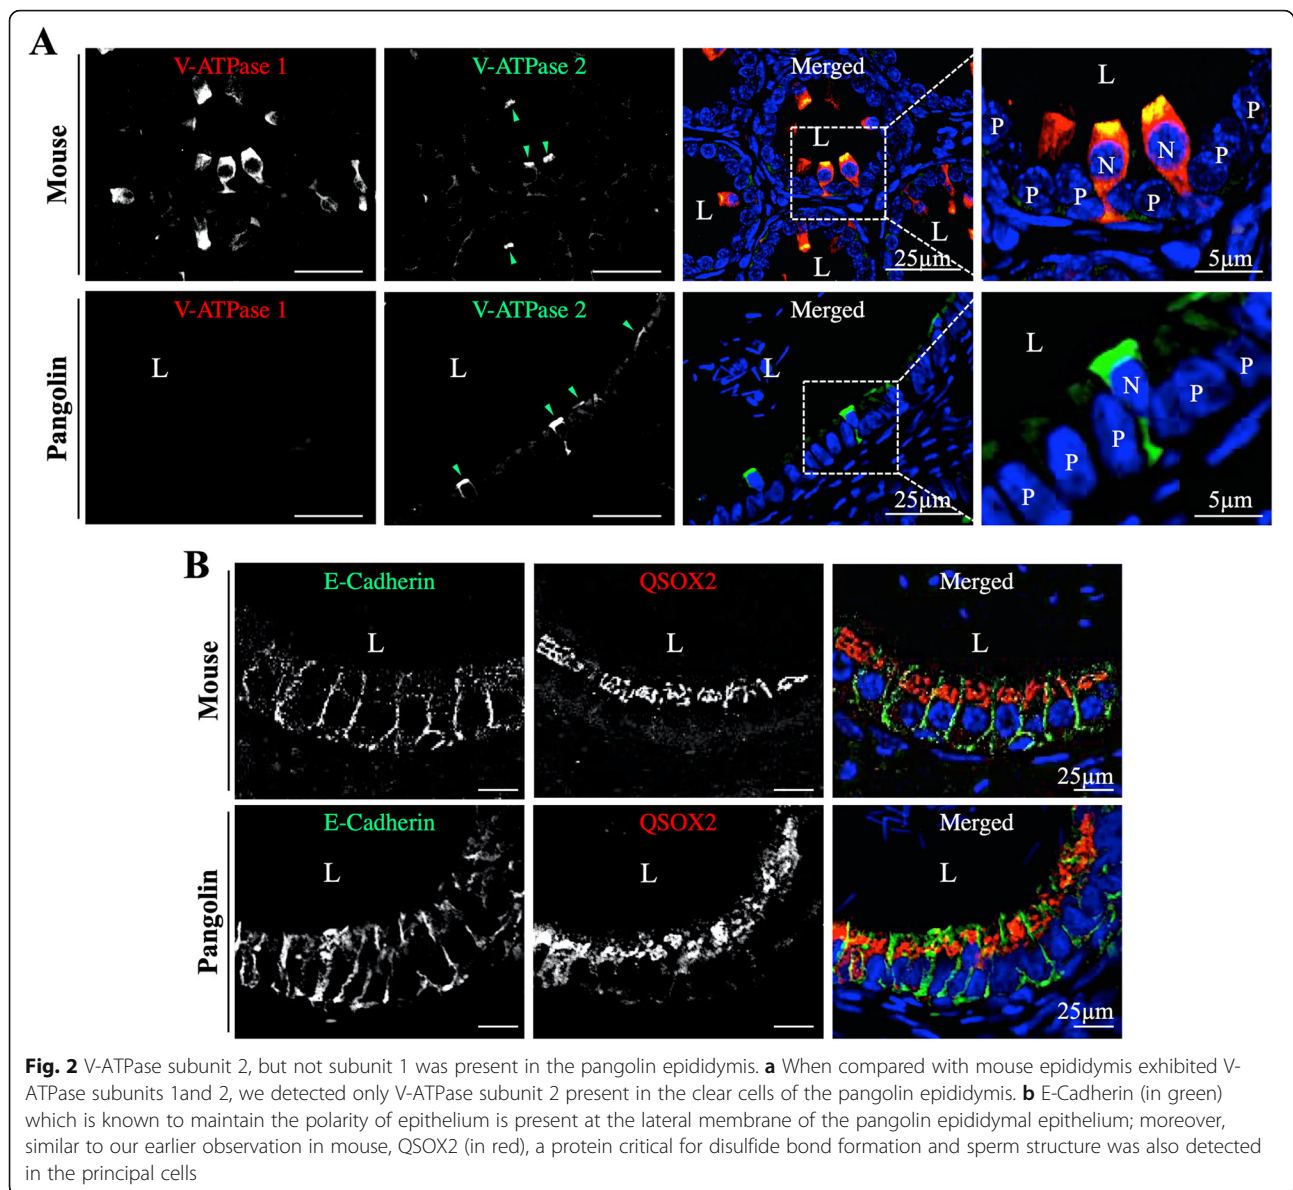 A
Mouse
V-ATPase 1
V-ATPase 2
Merged
L
L
L
L
25µm
L
P
P
P
P
P
P
N
N
5µm
Pangolin
V-ATPase 1
L
V-ATPase 2
L
Merged
L
25µm
L
N
P
P
P
P
P
5µm
B
Mouse
E-Cadherin
L
QSOX2
L
Merged
L
25µm
Pangolin
E-Cadherin
L
QSOX2
L
Merged
L
25µm
Fig. 2 V-ATPase subunit 2, but not subunit 1 was present in the pangolin epididymis. a When compared with mouse epididymis exhibited V-
ATPase subunits 1and 2, we detected only V-ATPase subunit 2 present in the clear cells of the pangolin epididymis. b E-Cadherin (in green)
which is known to maintain the polarity of epithelium is present at the lateral membrane of the pangolin epididymal epithelium; moreover,
similar to our earlier observation in mouse, QSOX2 (in red), a protein critical for disulfide bond formation and sperm structure was also detected
in the principal cells